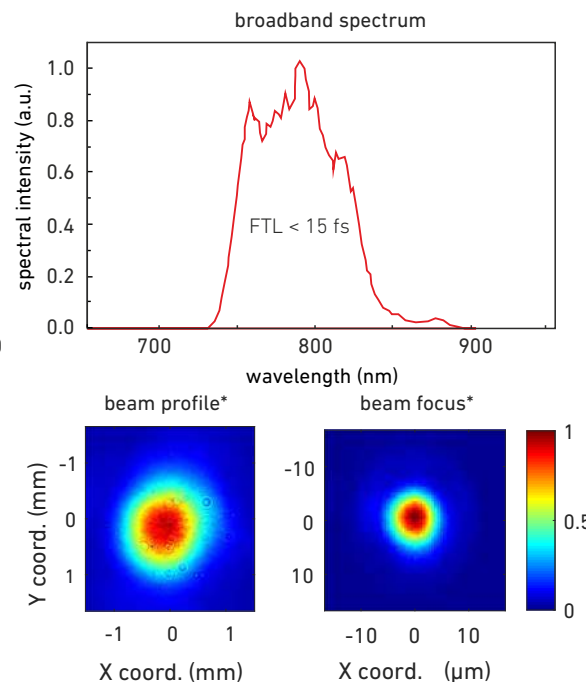 broadband spectrum
spectral intensity (a.u.)
1.0
0.8
0.6
0.4
0.2
0.0
FTL < 15 fs
0
700
800
900
wavelength (nm)
beam profile*
beam focus*
Y coord. (mm)
-1
0
1
-1 0 1
X coord. (mm)
-10
0
10
-10 0 10
X coord. (µm)
1
0.5
0